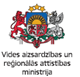 Vides aizsardzības un
reģionālās attīstības
ministrija